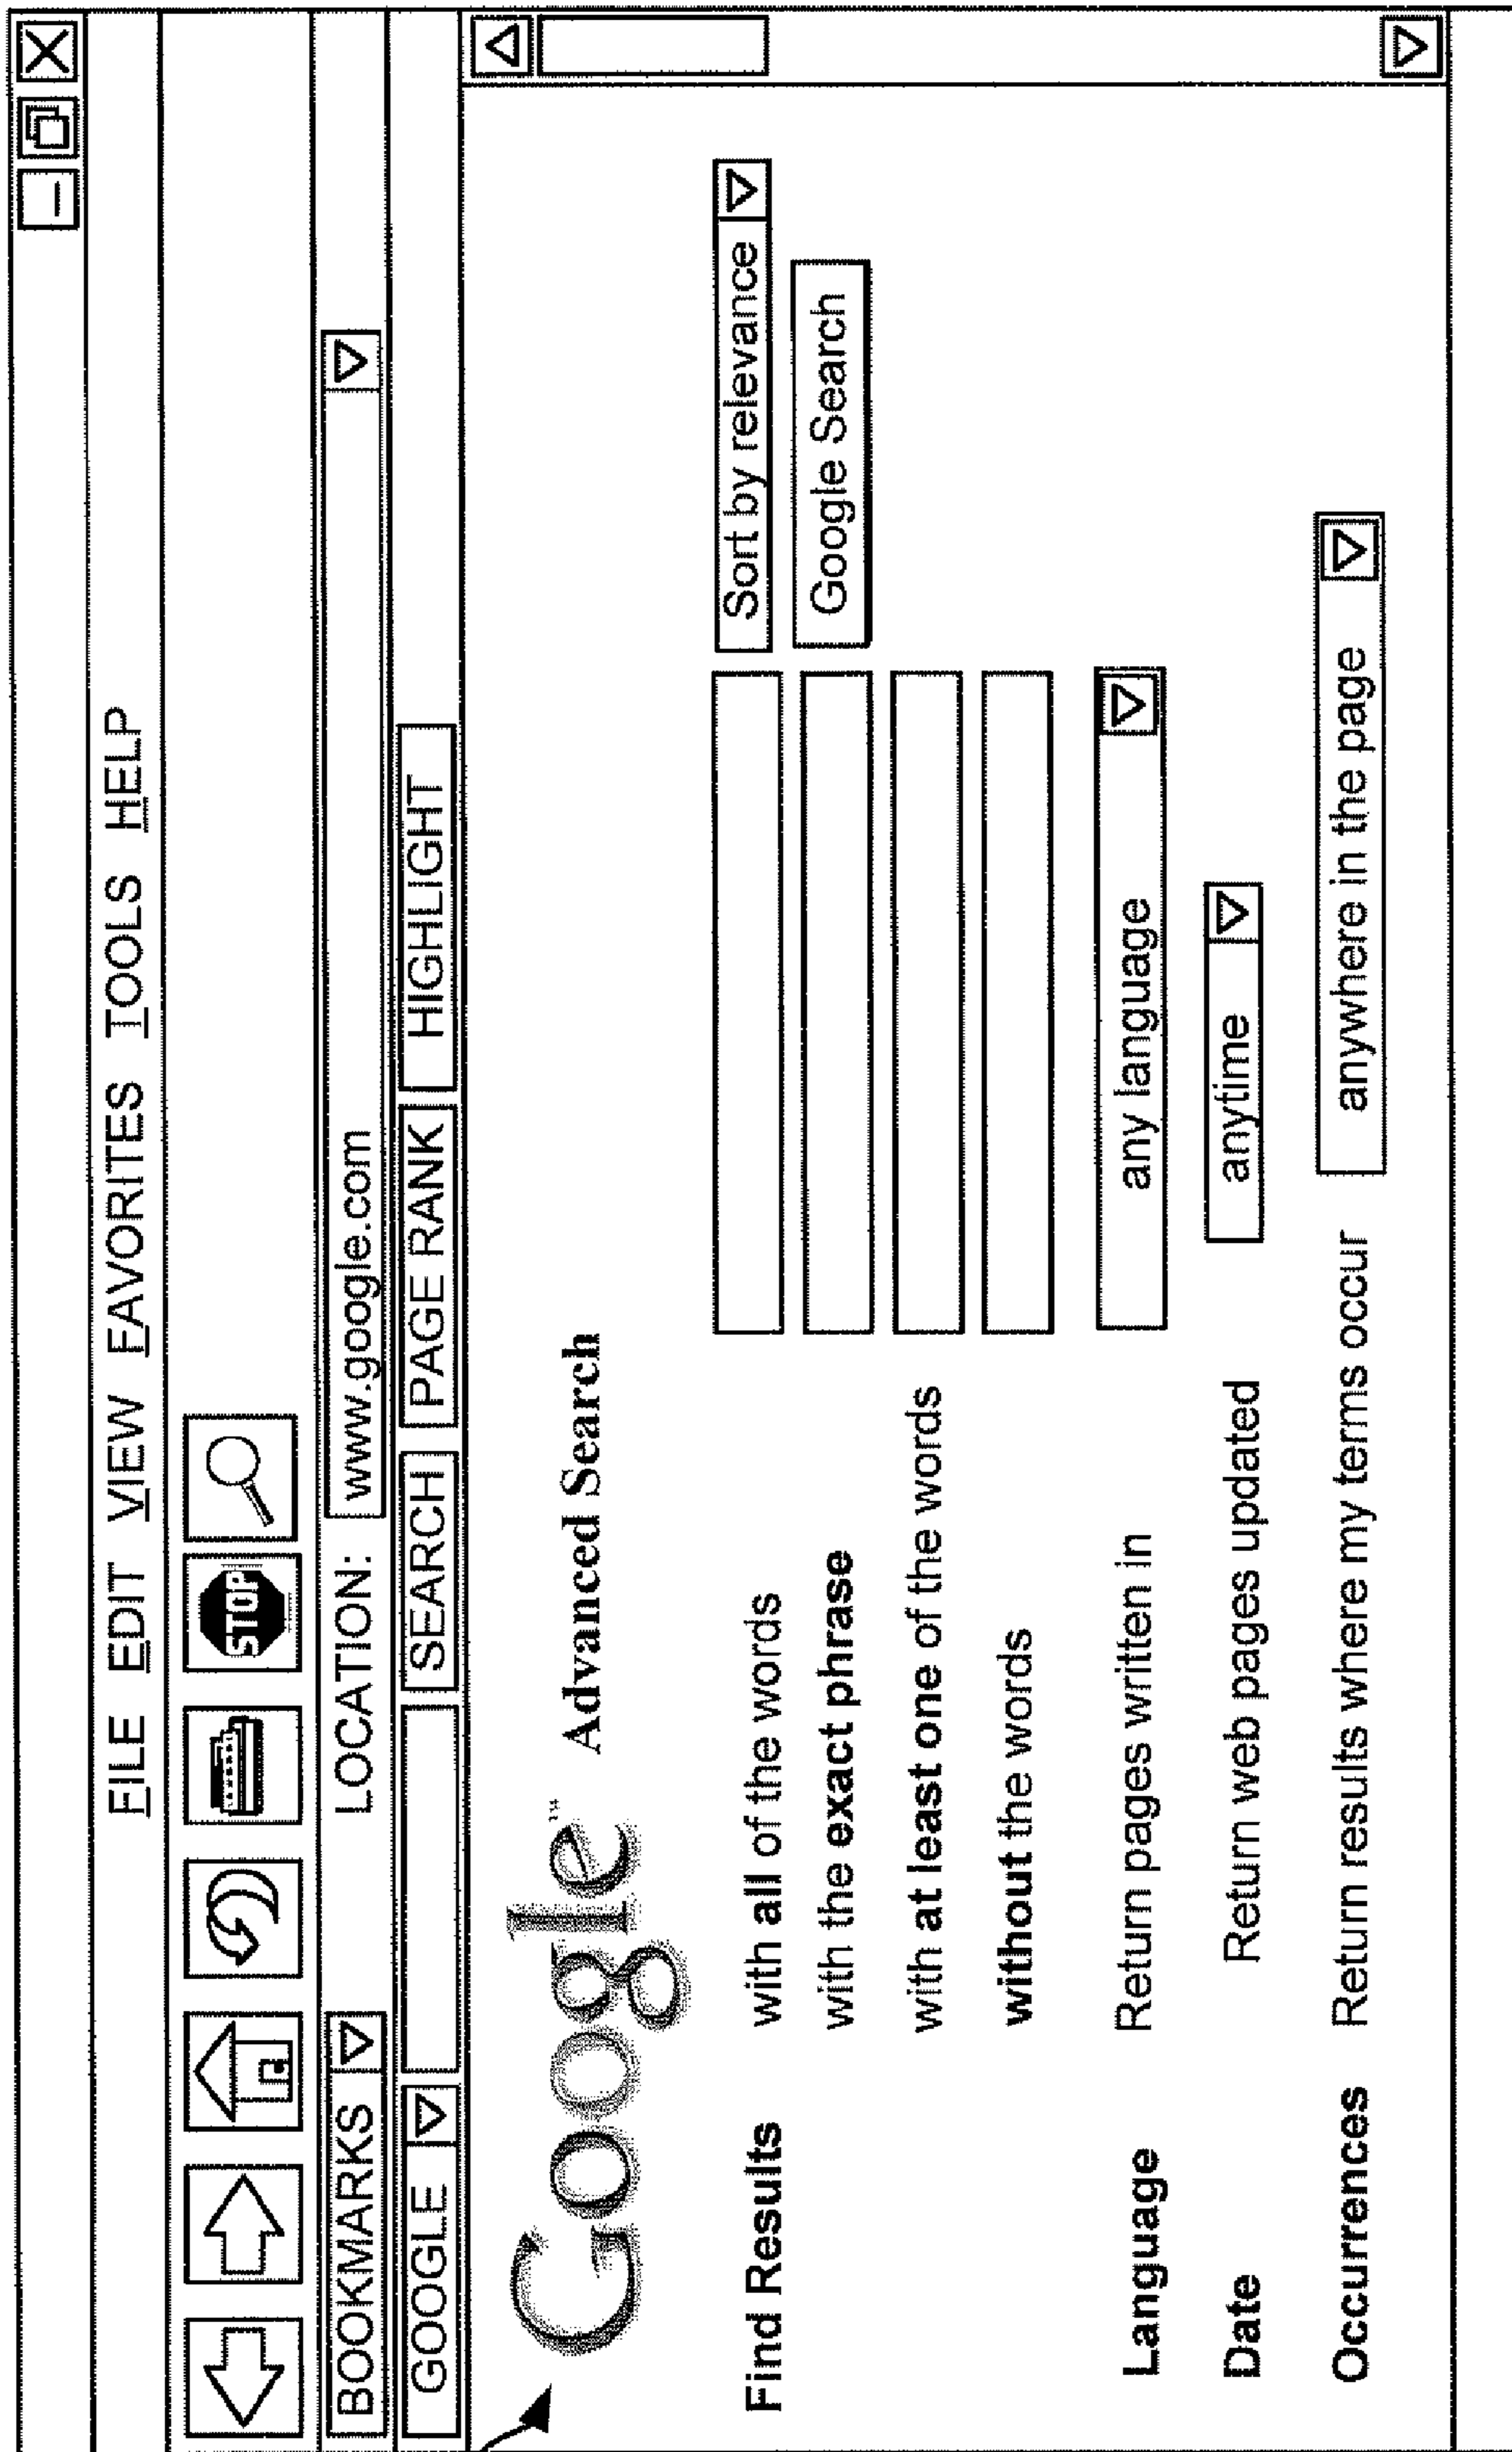 FILE EDIT VIEW FAVORITES TOOLS HELP
STOP
BOOKMARKS LOCATION: www.google.com
GOOGLE SEARCH PAGE RANK HIGHLIGHT
Google™ Advanced Search
Find Results with all of the words Sort by relevance
with the exact phrase Google Search
with at least one of the words
without the words
Language Return pages written in any language
Date Return web pages updated anytime
Occurrences Return results where my terms occur anywhere in the page